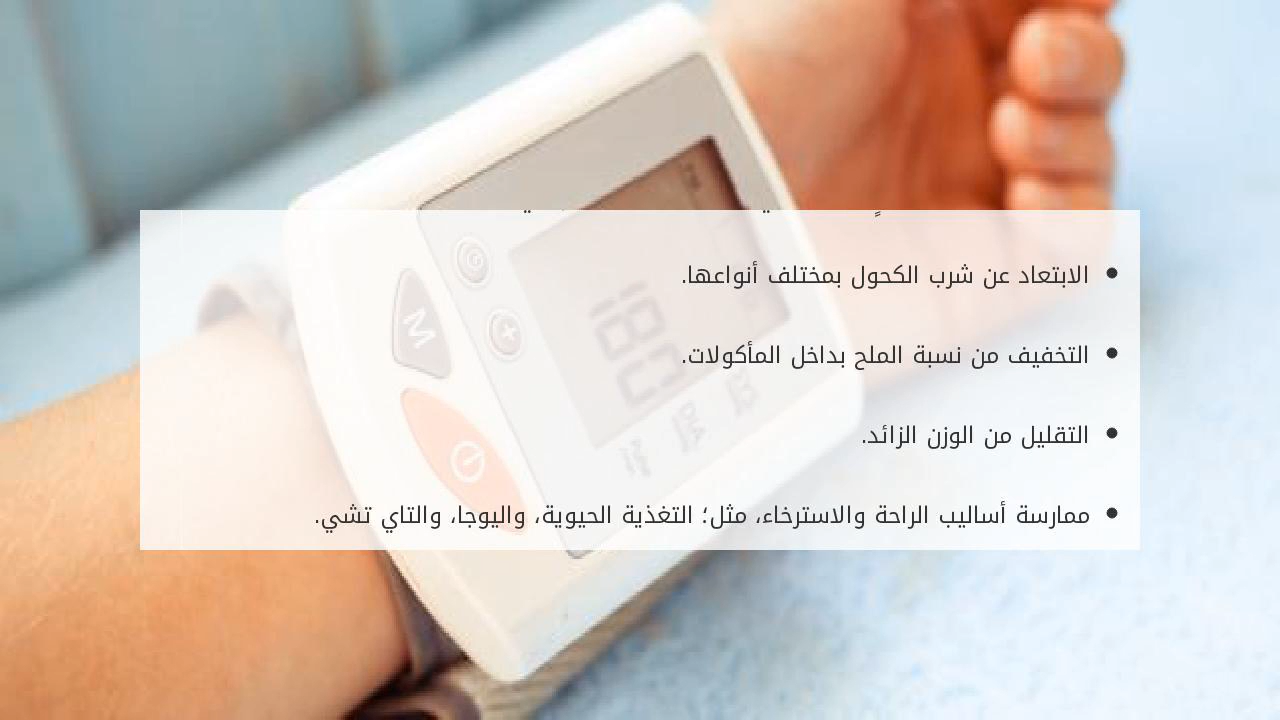 الابتعاد عن شرب الكحول بمختلف أنواعها.
التخفيف من نسبة الملح بداخل المأكولات.
التقليل من الوزن الزائد.
ممارسة أساليب الراحة والاسترخاء، مثل؛ التغذية الحيوية، واليوجا، والتاي تشي.
M